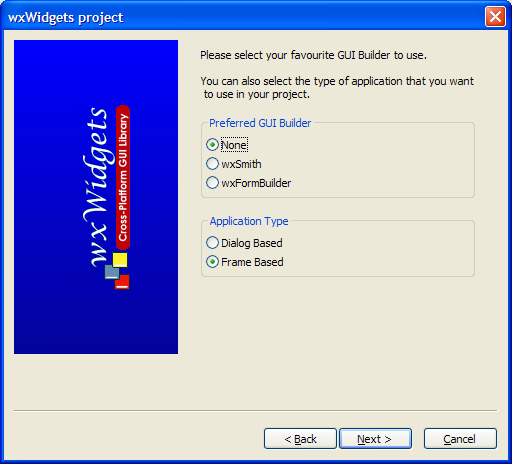 wxWidgets project
wxWidgets
Cross-Platform GUI Library
Please select your favourite GUI Builder to use.
You can also select the type of application that you want
to use in your project.
Preferred GUI Builder
None
wxSmith
wxFormBuilder
Application Type
Dialog Based
Frame Based
< Back
Next >
Cancel